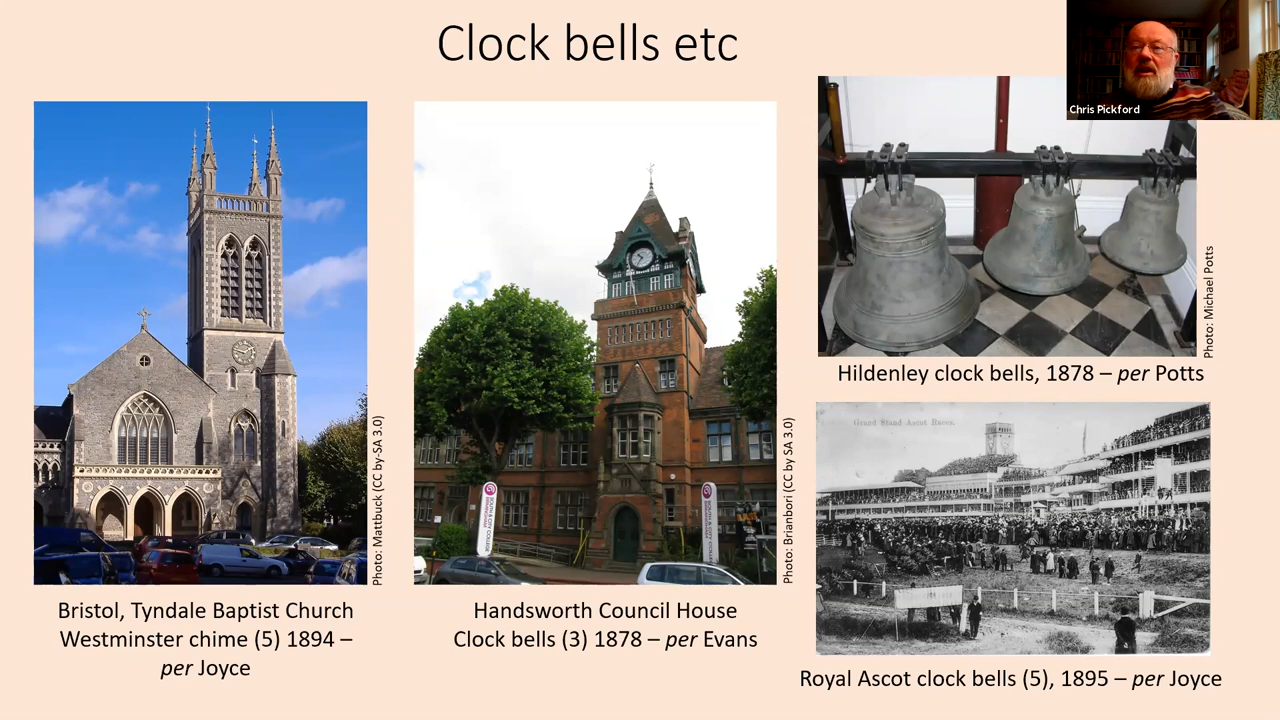 Clock bells etc
Chris Pickford
Photo: Mattbuck (CC by-SA 3.0)
Bristol, Tyndale Baptist Church
Westminster chime (5) 1894 –
per Joyce
Photo: Brianbori (CC by SA 3.0)
Handsworth Council House
Clock bells (3) 1878 – per Evans
Photo: Michael Potts
Hildenley clock bells, 1878 – per Potts
Grand Stand Ascot Races.
Royal Ascot clock bells (5), 1895 – per Joyce